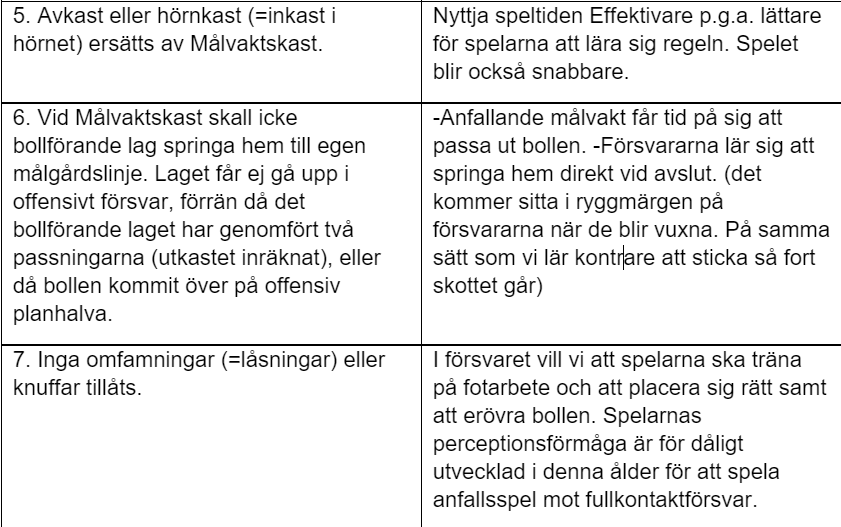 5. Avkast eller hörnkast (=inkast i
hörnet) ersätts av Målvaktskast.
Nyttja speltiden Effektivare p.g.a. lättare
för spelarna att lära sig regeln. Spelet
blir också snabbare.
6. Vid Målvaktskast skall icke
bollförande lag springa hem till egen
målgårdslinje. Laget får ej gå upp i
offensivt försvar, förrän då det
bollförande laget har genomfört två
passningarna (utkastet inräknat), eller
då bollen kommit över på offensiv
planhalva.
-Anfallande målvakt får tid på sig att
passa ut bollen. -Försvararna lär sig att
springa hem direkt vid avslut. (det
kommer sitta i ryggmärgen på
försvararna när de blir vuxna. På samma
sätt som vi lär kontrare att sticka så fort
skottet går)
7. Inga omfamningar (=låsningar) eller
knuffar tillåts.
I försvaret vill vi att spelarna ska träna
på fotarbete och att placera sig rätt samt
att erövra bollen. Spelarnas
perceptionsförmåga är för dåligt
utvecklad i denna ålder för att spela
anfallsspel mot fullkontaktförsvar.